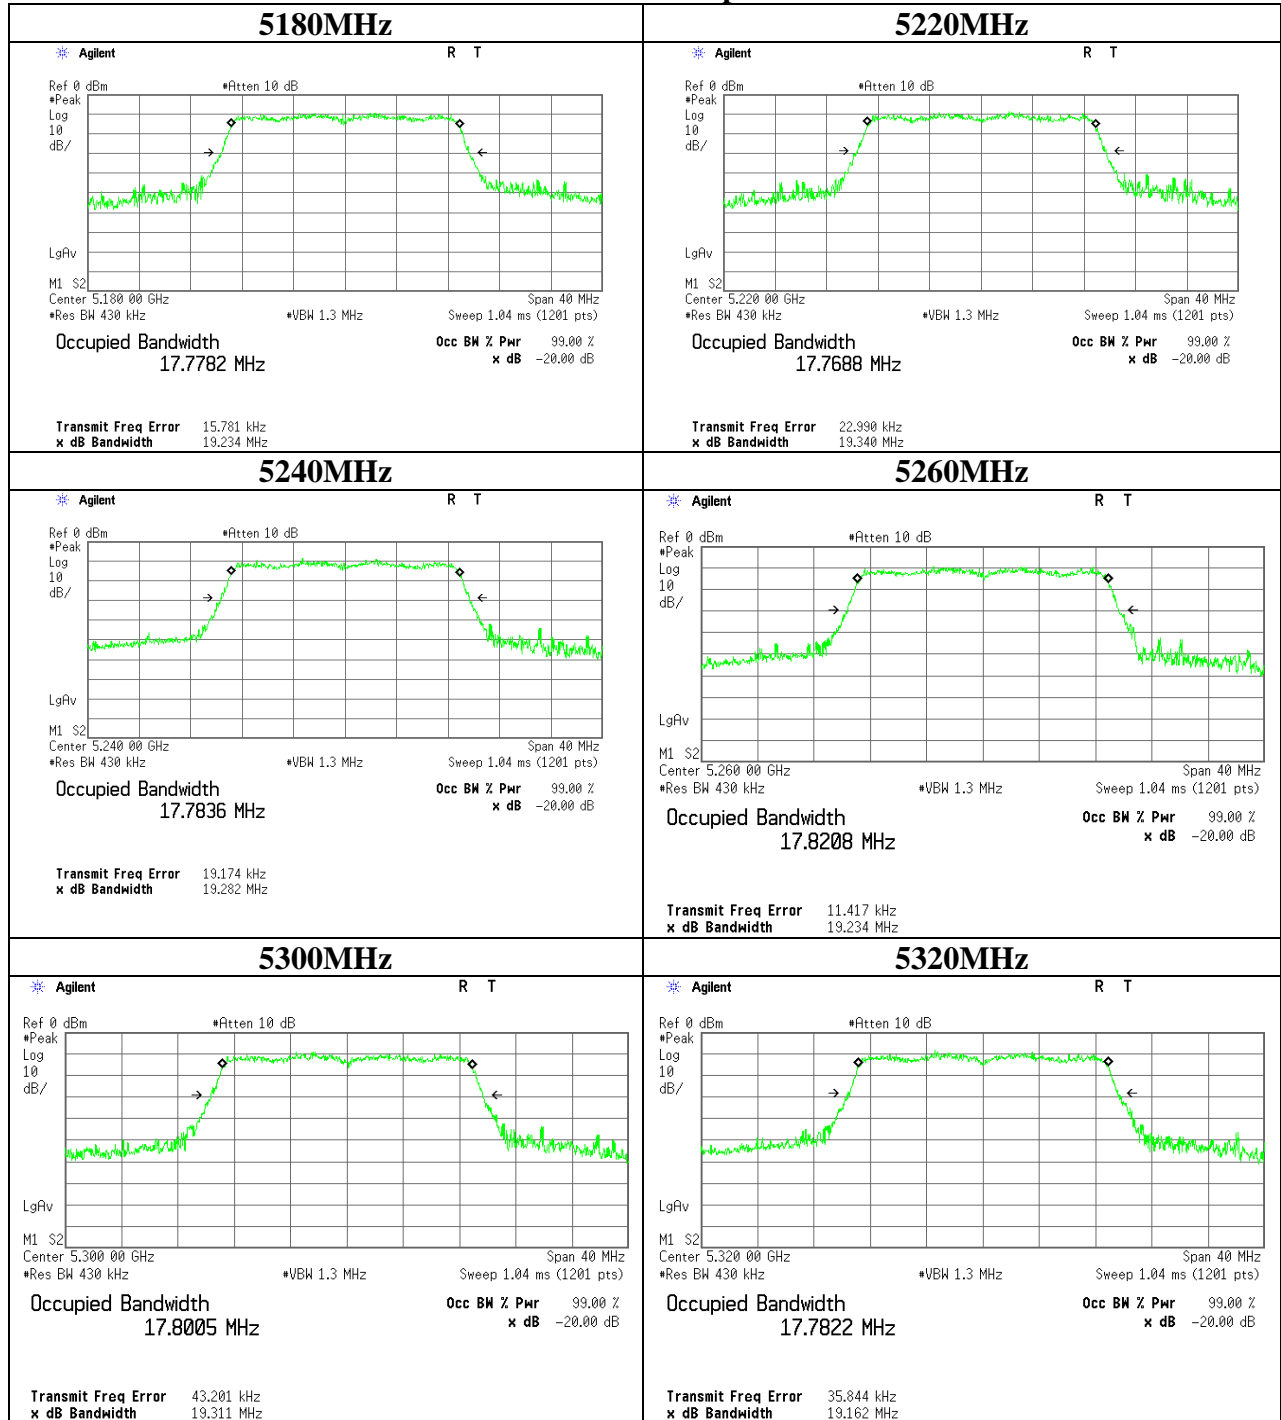 5180MHz
Agilent R T
Ref 0 dBm #Atten 10 dB
#Peak
Log
10
dB/
LgAv
M1 S2
Center 5.180 00 GHz Span 40 MHz
#Res BW 430 kHz #VBW 1.3 MHz Sweep 1.04 ms (1201 pts)
Occupied Bandwidth Occ BW % Pwr 99.00 %
17.7782 MHz x dB -20.00 dB
Transmit Freq Error 15.781 kHz
x dB Bandwidth 19.234 MHz
5220MHz
Agilent R T
Ref 0 dBm #Atten 10 dB
#Peak
Log
10
dB/
LgAv
M1 S2
Center 5.220 00 GHz Span 40 MHz
#Res BW 430 kHz #VBW 1.3 MHz Sweep 1.04 ms (1201 pts)
Occupied Bandwidth Occ BW % Pwr 99.00 %
17.7688 MHz x dB -20.00 dB
Transmit Freq Error 22.990 kHz
x dB Bandwidth 19.340 MHz
5240MHz
Agilent R T
Ref 0 dBm #Atten 10 dB
#Peak
Log
10
dB/
LgAv
M1 S2
Center 5.240 00 GHz Span 40 MHz
#Res BW 430 kHz #VBW 1.3 MHz Sweep 1.04 ms (1201 pts)
Occupied Bandwidth Occ BW % Pwr 99.00 %
17.7836 MHz x dB -20.00 dB
Transmit Freq Error 19.174 kHz
x dB Bandwidth 19.282 MHz
5260MHz
Agilent R T
Ref 0 dBm #Atten 10 dB
#Peak
Log
10
dB/
LgAv
M1 S2
Center 5.260 00 GHz Span 40 MHz
#Res BW 430 kHz #VBW 1.3 MHz Sweep 1.04 ms (1201 pts)
Occupied Bandwidth Occ BW % Pwr 99.00 %
17.8208 MHz x dB -20.00 dB
Transmit Freq Error 11.417 kHz
x dB Bandwidth 19.234 MHz
5300MHz
Agilent R T
Ref 0 dBm #Atten 10 dB
#Peak
Log
10
dB/
LgAv
M1 S2
Center 5.300 00 GHz Span 40 MHz
#Res BW 430 kHz #VBW 1.3 MHz Sweep 1.04 ms (1201 pts)
Occupied Bandwidth Occ BW % Pwr 99.00 %
17.8005 MHz x dB -20.00 dB
Transmit Freq Error 43.201 kHz
x dB Bandwidth 19.311 MHz
5320MHz
Agilent R T
Ref 0 dBm #Atten 10 dB
#Peak
Log
10
dB/
LgAv
M1 S2
Center 5.320 00 GHz Span 40 MHz
#Res BW 430 kHz #VBW 1.3 MHz Sweep 1.04 ms (1201 pts)
Occupied Bandwidth Occ BW % Pwr 99.00 %
17.7822 MHz x dB -20.00 dB
Transmit Freq Error 35.844 kHz
x dB Bandwidth 19.162 MHz